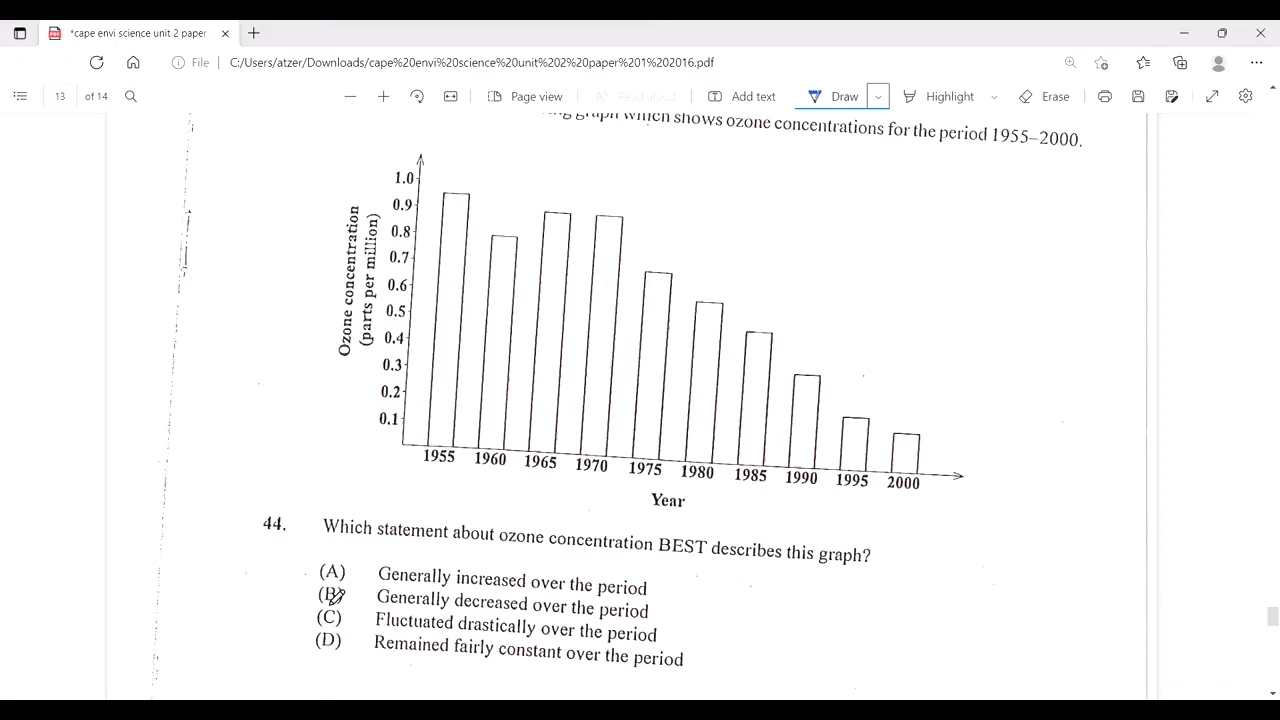 *cape envi science unit 2 paper
File C:/Users/atzer/Downloads/cape%20envi%20science%20unit%202%20paper%201%202016.pdf
13 of 14 Page view Read aloud Add text Draw Highlight Erase
graph which shows ozone concentrations for the period 1955–2000.
Ozone concentration
(parts per million)
1.0
0.9
0.8
0.7
0.6
0.5
0.4
0.3
0.2
0.1
1955 1960 1965 1970 1975 1980 1985 1990 1995 2000
Year
44. Which statement about ozone concentration BEST describes this graph?
(A) Generally increased over the period
(B) Generally decreased over the period
(C) Fluctuated drastically over the period
(D) Remained fairly constant over the period